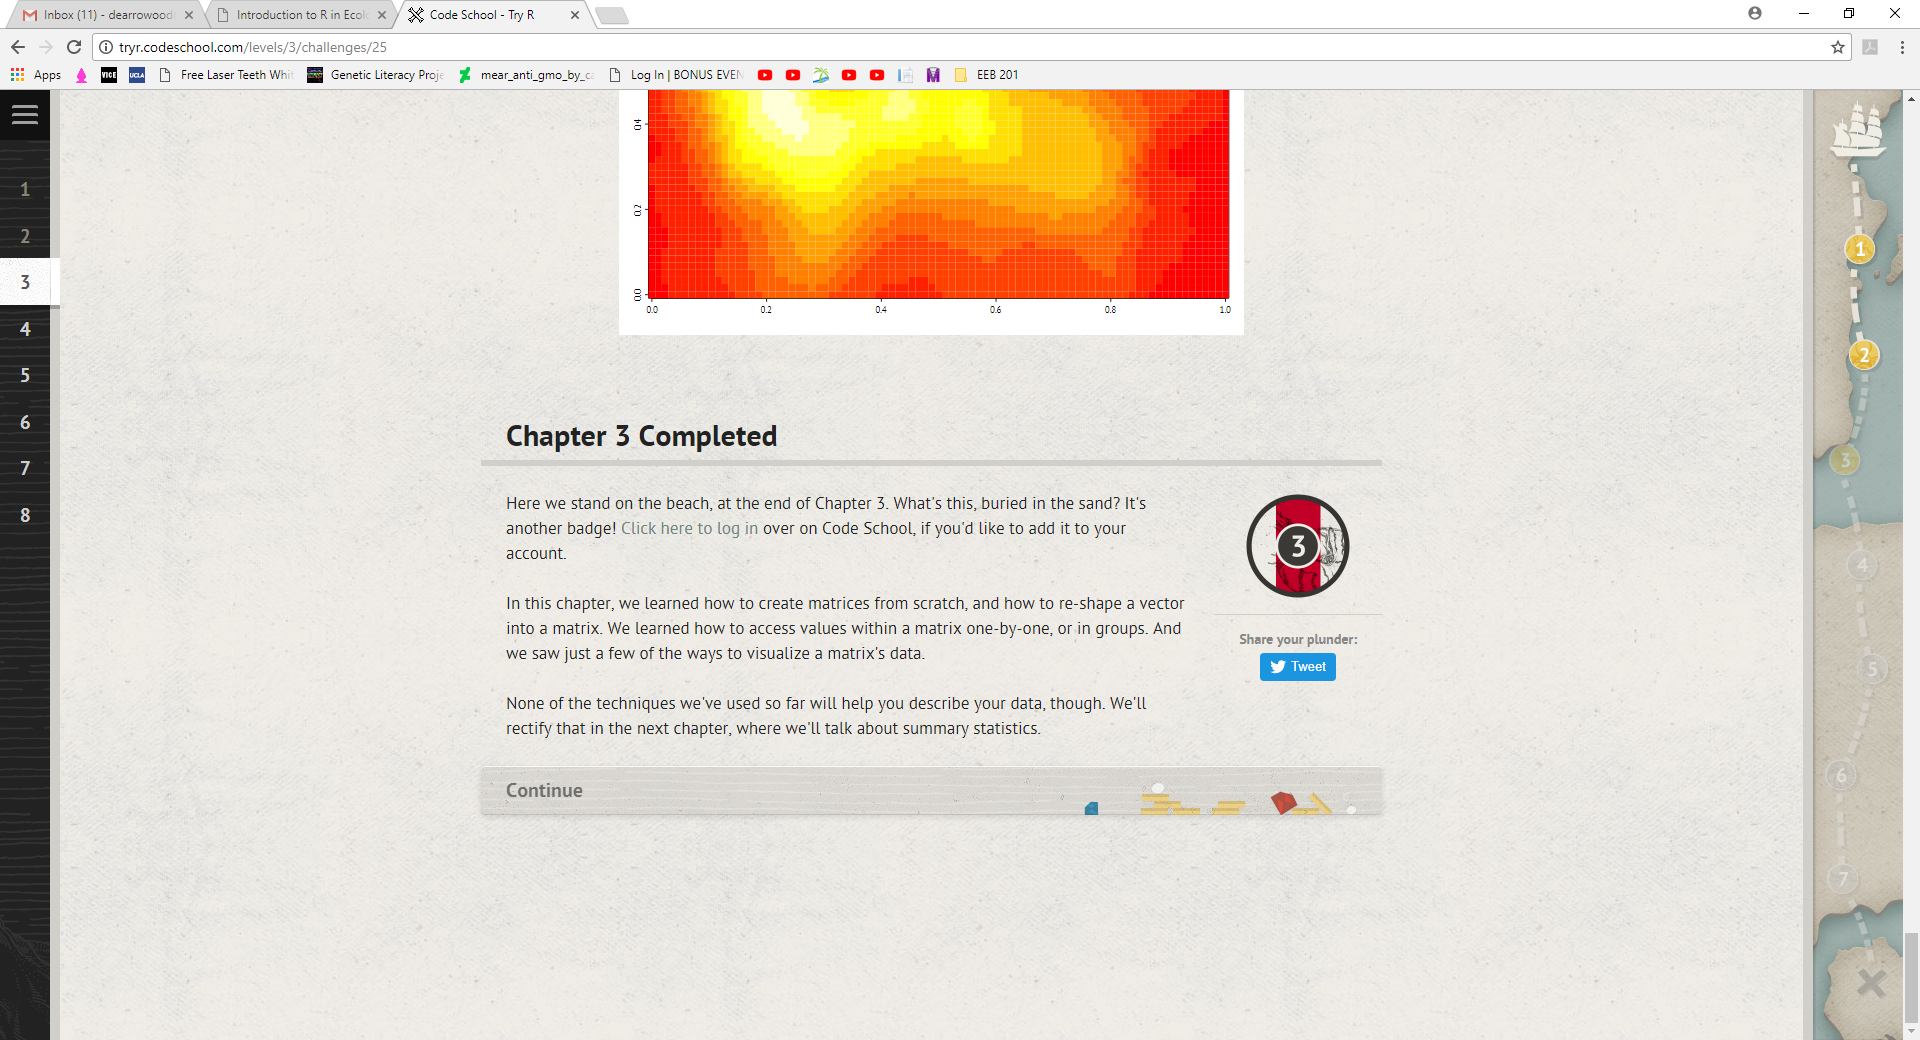 Inbox (11) - dearrowood
Introduction to R in Ecol
Code School - Try R
tryr.codeschool.com/levels/3/challenges/25
Apps
VICE
UCLA
Free Laser Teeth Whit
Genetic Literacy Proje
mear_anti_gmo_by_ca
Log In | BONUS EVEN
EEB 201
1
2
3
4
5
6
7
8
0.4
0.2
0.0
0.0 0.2 0.4 0.6 0.8 1.0
Chapter 3 Completed
Here we stand on the beach, at the end of Chapter 3. What's this, buried in the sand? It's
another badge! Click here to log in over on Code School, if you'd like to add it to your
account.
In this chapter, we learned how to create matrices from scratch, and how to re-shape a vector
into a matrix. We learned how to access values within a matrix one-by-one, or in groups. And
we saw just a few of the ways to visualize a matrix's data.
None of the techniques we've used so far will help you describe your data, though. We'll
rectify that in the next chapter, where we'll talk about summary statistics.
3
Share your plunder:
Tweet
Continue
1
2
3
4
5
6
7